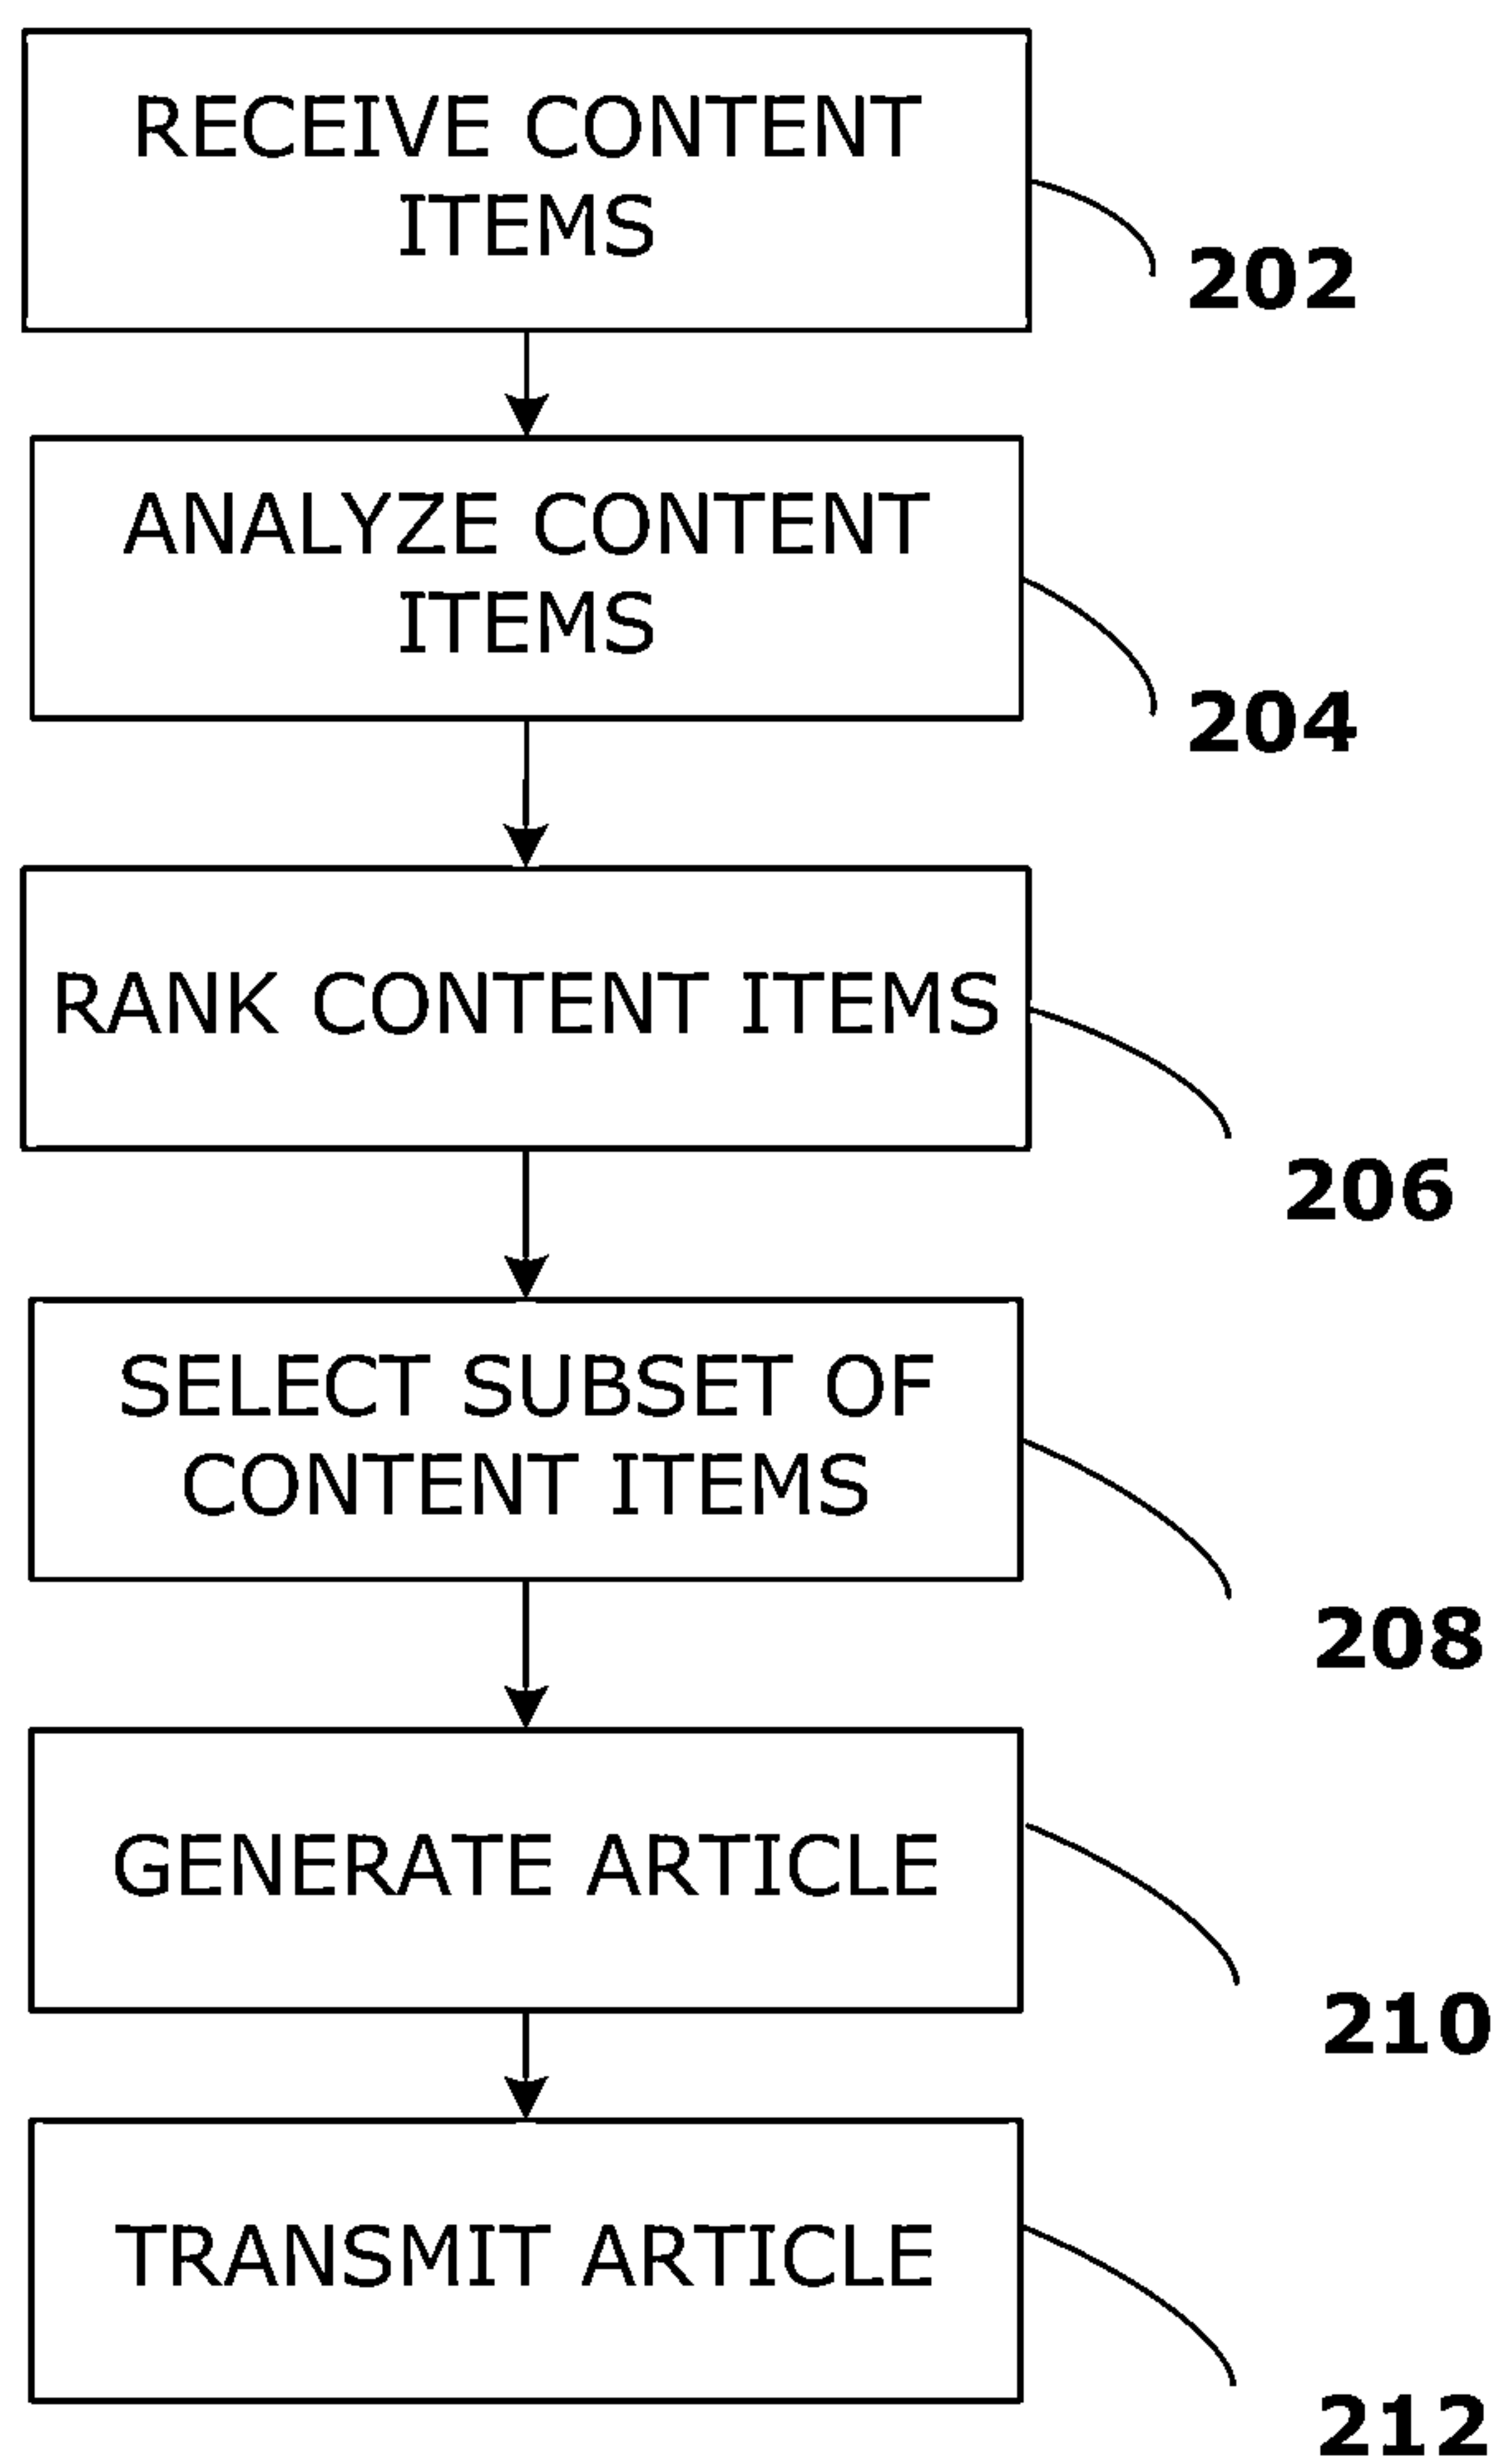 RECEIVE CONTENT
ITEMS
202
ANALYZE CONTENT
ITEMS
204
RANK CONTENT ITEMS
206
SELECT SUBSET OF
CONTENT ITEMS
208
GENERATE ARTICLE
210
TRANSMIT ARTICLE
212